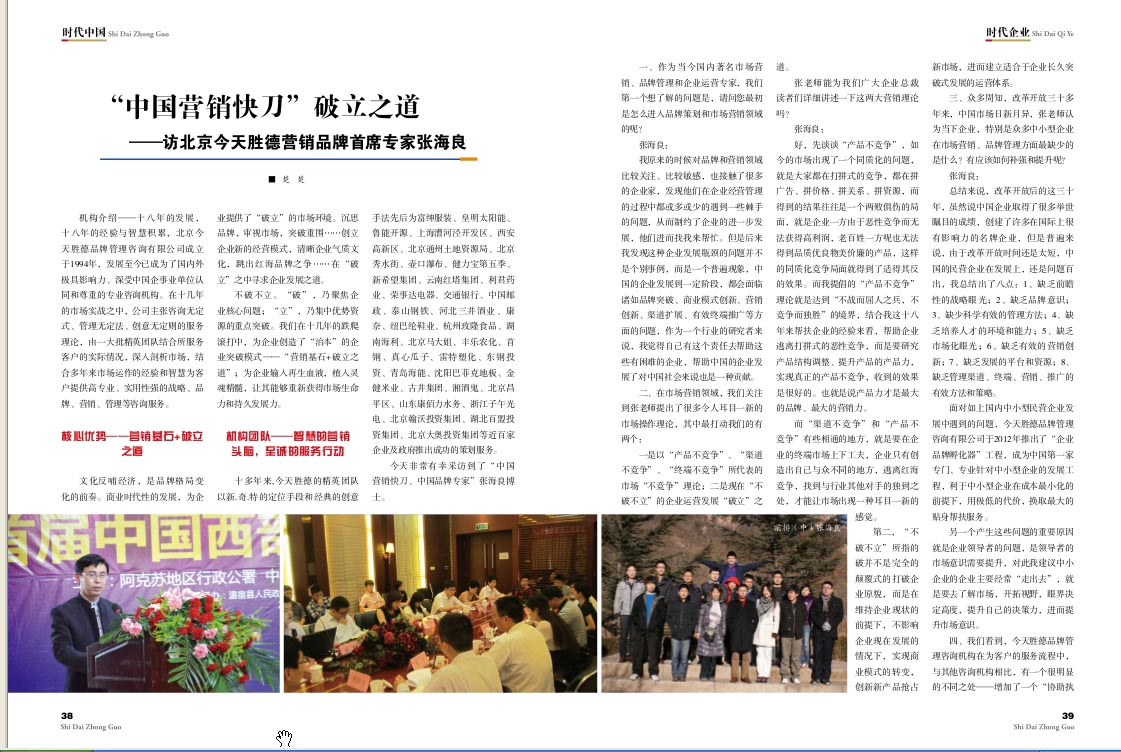 时代中国 Shi Dai Zhong Guo
“中国营销快刀”破立之道
——访北京今天胜德营销品牌首席专家张海良
■ 楚 楚
机构介绍——十八年的发展，
十八年的经验与智慧积累，北京今
天胜德品牌管理咨询有限公司成立
于1994年，发展至今已成为了国内外
极具影响力、深受中国企事业单位认
同和尊重的专业咨询机构。在十几年
的市场实战之中，公司主张咨询无定
式、管理无定法、创意无定则的服务
理论，由一大批精英团队结合所服务
客户的实际情况，深入剖析市场，结
合多年来市场运作的经验和智慧为客
户提供高专业、实用性强的战略、品
牌、营销、管理等咨询服务。
核心优势——营销基石+破立
之道
文化反哺经济，是品牌格局变
化的前奏。商业时代性的发展，为企
业提供了“破立”的市场环境。沉思
品牌，审视市场，突破重围……创立
企业新的经营模式，清晰企业气质文
化，跳出红海品牌之争……在“破
立”之中寻求企业发展之道。
不破不立。“破”，乃聚焦企
业核心问题；“立”，乃集中优势资
源的重点突破。我们在十几年的跌爬
滚打中，为企业创造了“治本”的企
业突破模式——“营销基石+破立之
道”；为企业输入再生血液，植入灵
魂精髓，让其能够重新获得市场生命
力和持久发展力。
机构团队——智慧的营销
头脑，至诚的服务行动
十多年来,今天胜德的精英团队
以新.奇.特的定位手段和经典的创意
手法先后为富绅服装、皇明太阳能、
鲁能开源、上海漕河泾开发区、西安
高新区、北京通州土地资源局、北京
秀水街、壶口瀑布、健力宝第五季、
新希望集团、云南红塔集团、利君药
业、荣事达电器、交通银行、中国邮
政、泰山钢铁、河北三井酒业、康
奈、纽巴伦鞋业、杭州玫隆食品、湖
南海利、北京马大姐、丰乐农化、首
钢、真心瓜子、雷特塑化、东钢投
资、青岛海能、沈阳巴菲克地板、金
健米业、古井集团、湘酒鬼、北京昌
平区、山东康佰力水务、浙江子午光
电、北京翰沃投资集团、湖北百盟投
资集团、北京大奥投资集团等近百家
企业及政府推出成功的策划服务。
今天非常有幸采访到了“中国
营销快刀、中国品牌专家”张海良博
士。
首届中国西部
：阿克苏地区行政公署 中
38
Shi Dai Zhong Guo
时代企业 Shi Dai Qi Ye
一、作为当今国内著名市场营
销、品牌管理和企业运营专家，我们
第一个想了解的问题是，请问您最初
是怎么进入品牌策划和市场营销领域
的呢?
张海良：
我原来的时候对品牌和营销领域
比较关注、比较敏感，也接触了很多
的企业家，发现他们在企业经营管理
的过程中都或多或少的遇到一些棘手
的问题，从而制约了企业的进一步发
展，他们进而找我来帮忙。但是后来
我发现这种企业发展瓶颈的问题并不
是个别事例，而是一个普遍现象，中
国的企业发展到一定阶段，都会面临
诸如品牌突破、商业模式创新、营销
创新、渠道扩展、有效终端推广等方
面的问题，作为一个行业的研究者来
说，我觉得自己有这个责任去帮助这
些有困难的企业，帮助中国的企业发
展了对中国社会来说也是一种贡献。
二、在市场营销领域，我们关注
到张老师提出了很多令人耳目一新的
市场操作理论，其中最打动我们的有
两个；
一是以“产品不竞争”、“渠道
不竞争”、“终端不竞争”所代表的
市场“不竞争”理论；二是现在“不
破不立”的企业运营发展“破立”之
道。
张老师能为我们广大企业总裁
读者们详细讲述一下这两大营销理论
吗?
张海良：
好，先谈谈“产品不竞争”，如
今的市场出现了一个同质化的问题，
就是大家都在打拼式的竞争，都在拼
广告、拼价格、拼关系、拼资源，而
得到的结果往往是一个两败俱伤的局
面，就是企业一方由于恶性竞争而无
法获得高利润，老百姓一方呢也无法
得到品质优良物美价廉的产品，这样
的同质化竞争局面就得到了适得其反
的效果。而我提倡的“产品不竞争”
理论就是达到“不战而屈人之兵，不
竞争而独胜”的境界，结合我这十八
年来帮扶企业的经验来看，帮助企业
逃离打拼式的恶性竞争，而是要研究
产品结构调整、提升产品的产品力，
实现真正的产品不竞争，收到的效果
是很好的。也就是说产品力才是最大
的品牌、最大的营销力。
而“渠道不竞争”和“产品不
竞争”有些相通的地方，就是要在企
业的终端市场上下工夫，企业只有创
造出自己与众不同的地方，逃离红海
竞争，找到与行业其他对手的独到之
处，才能让市场出现一种耳目一新的
感觉。
第二，“不
破不立”所指的
破并不是完全的
颠覆式的打破企
业原貌，而是在
维持企业现状的
前提下，不影响
企业现在发展的
情况下，实现商
业模式的转变，
创新新产品抢占
新市场，进而建立适合于企业长久突
破式发展的运营体系。
三、众多周知，改革开放三十多
年来，中国市场日新月异，张老师认
为当下企业，特别是众多中小型企业
在市场营销、品牌管理方面最缺少的
是什么？有应该如何补强和提升呢?
张海良：
总结来说，改革开放后的这三十
年，虽然说中国企业取得了很多举世
瞩目的成绩，创建了许多在国际上很
有影响力的名牌企业，但是普遍来
说，由于改革开放时间还是太短，中
国的民营企业在发展上，还是问题百
出，我总结出了八点；1、缺乏前瞻
性的战略眼光；2、缺乏品牌意识；
3、缺少科学有效的管理方法；4、缺
乏培养人才的环境和能力；5、缺乏
市场化眼光；6、缺乏有效的营销创
新；7、缺乏发展的平台和资源；8、
缺乏管理渠道、终端、营销、推广的
有效方法和策略。
面对如上国内中小型民营企业发
展中遇到的问题，今天胜德品牌管理
咨询有限公司于2012年推出了“企业
品牌孵化器”工程，成为中国第一家
专门、专业针对中小型企业的发展工
程，利于中小型企业在成本最小化的
前提下，用极低的代价，换取最大的
贴身帮扶服务。
另一个产生这些问题的重要原因
就是企业领导者的问题，是领导者的
市场意识需要提升，对此我建议中小
企业的企业主要经常“走出去”，就
是要去了解市场，开拓视野，眼界决
定高度，提升自己的决策力，进而提
升市场意识。
四、我们看到，今天胜德品牌管
理咨询机构在为客户的服务流程中，
与其他咨询机构相比，有一个很明显
的不同之处——增加了一个“协助执
前排（中）张海良
39
Shi Dai Zhong Guo